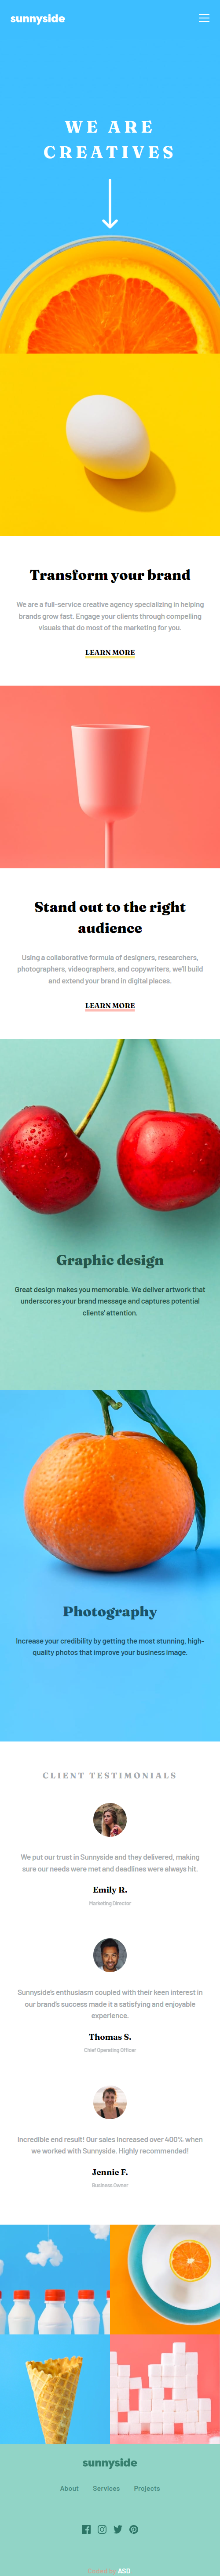 sunnyside
WE ARE
CREATIVES
Transform your brand
We are a full-service creative agency specializing in helping
brands grow fast. Engage your clients through compelling
visuals that do most of the marketing for you.
LEARN MORE
Stand out to the right
audience
Using a collaborative formula of designers, researchers,
photographers, videographers, and copywriters, we'll build
and extend your brand in digital places.
LEARN MORE
Graphic design
Great design makes you memorable. We deliver artwork that
underscores your brand message and captures potential
clients' attention.
Photography
Increase your credibility by getting the most stunning, high-
quality photos that improve your business image.
CLIENT TESTIMONIALS
We put our trust in Sunnyside and they delivered, making
sure our needs were met and deadlines were always hit.
Emily R.
Marketing Director
Sunnyside's enthusiasm coupled with their keen interest in
our brand's success made it a satisfying and enjoyable
experience.
Thomas S.
Chief Operating Officer
Incredible end result! Our sales increased over 400% when
we worked with Sunnyside. Highly recommended!
Jennie F.
Business Owner
sunnyside
About Services Projects
Coded by ASD